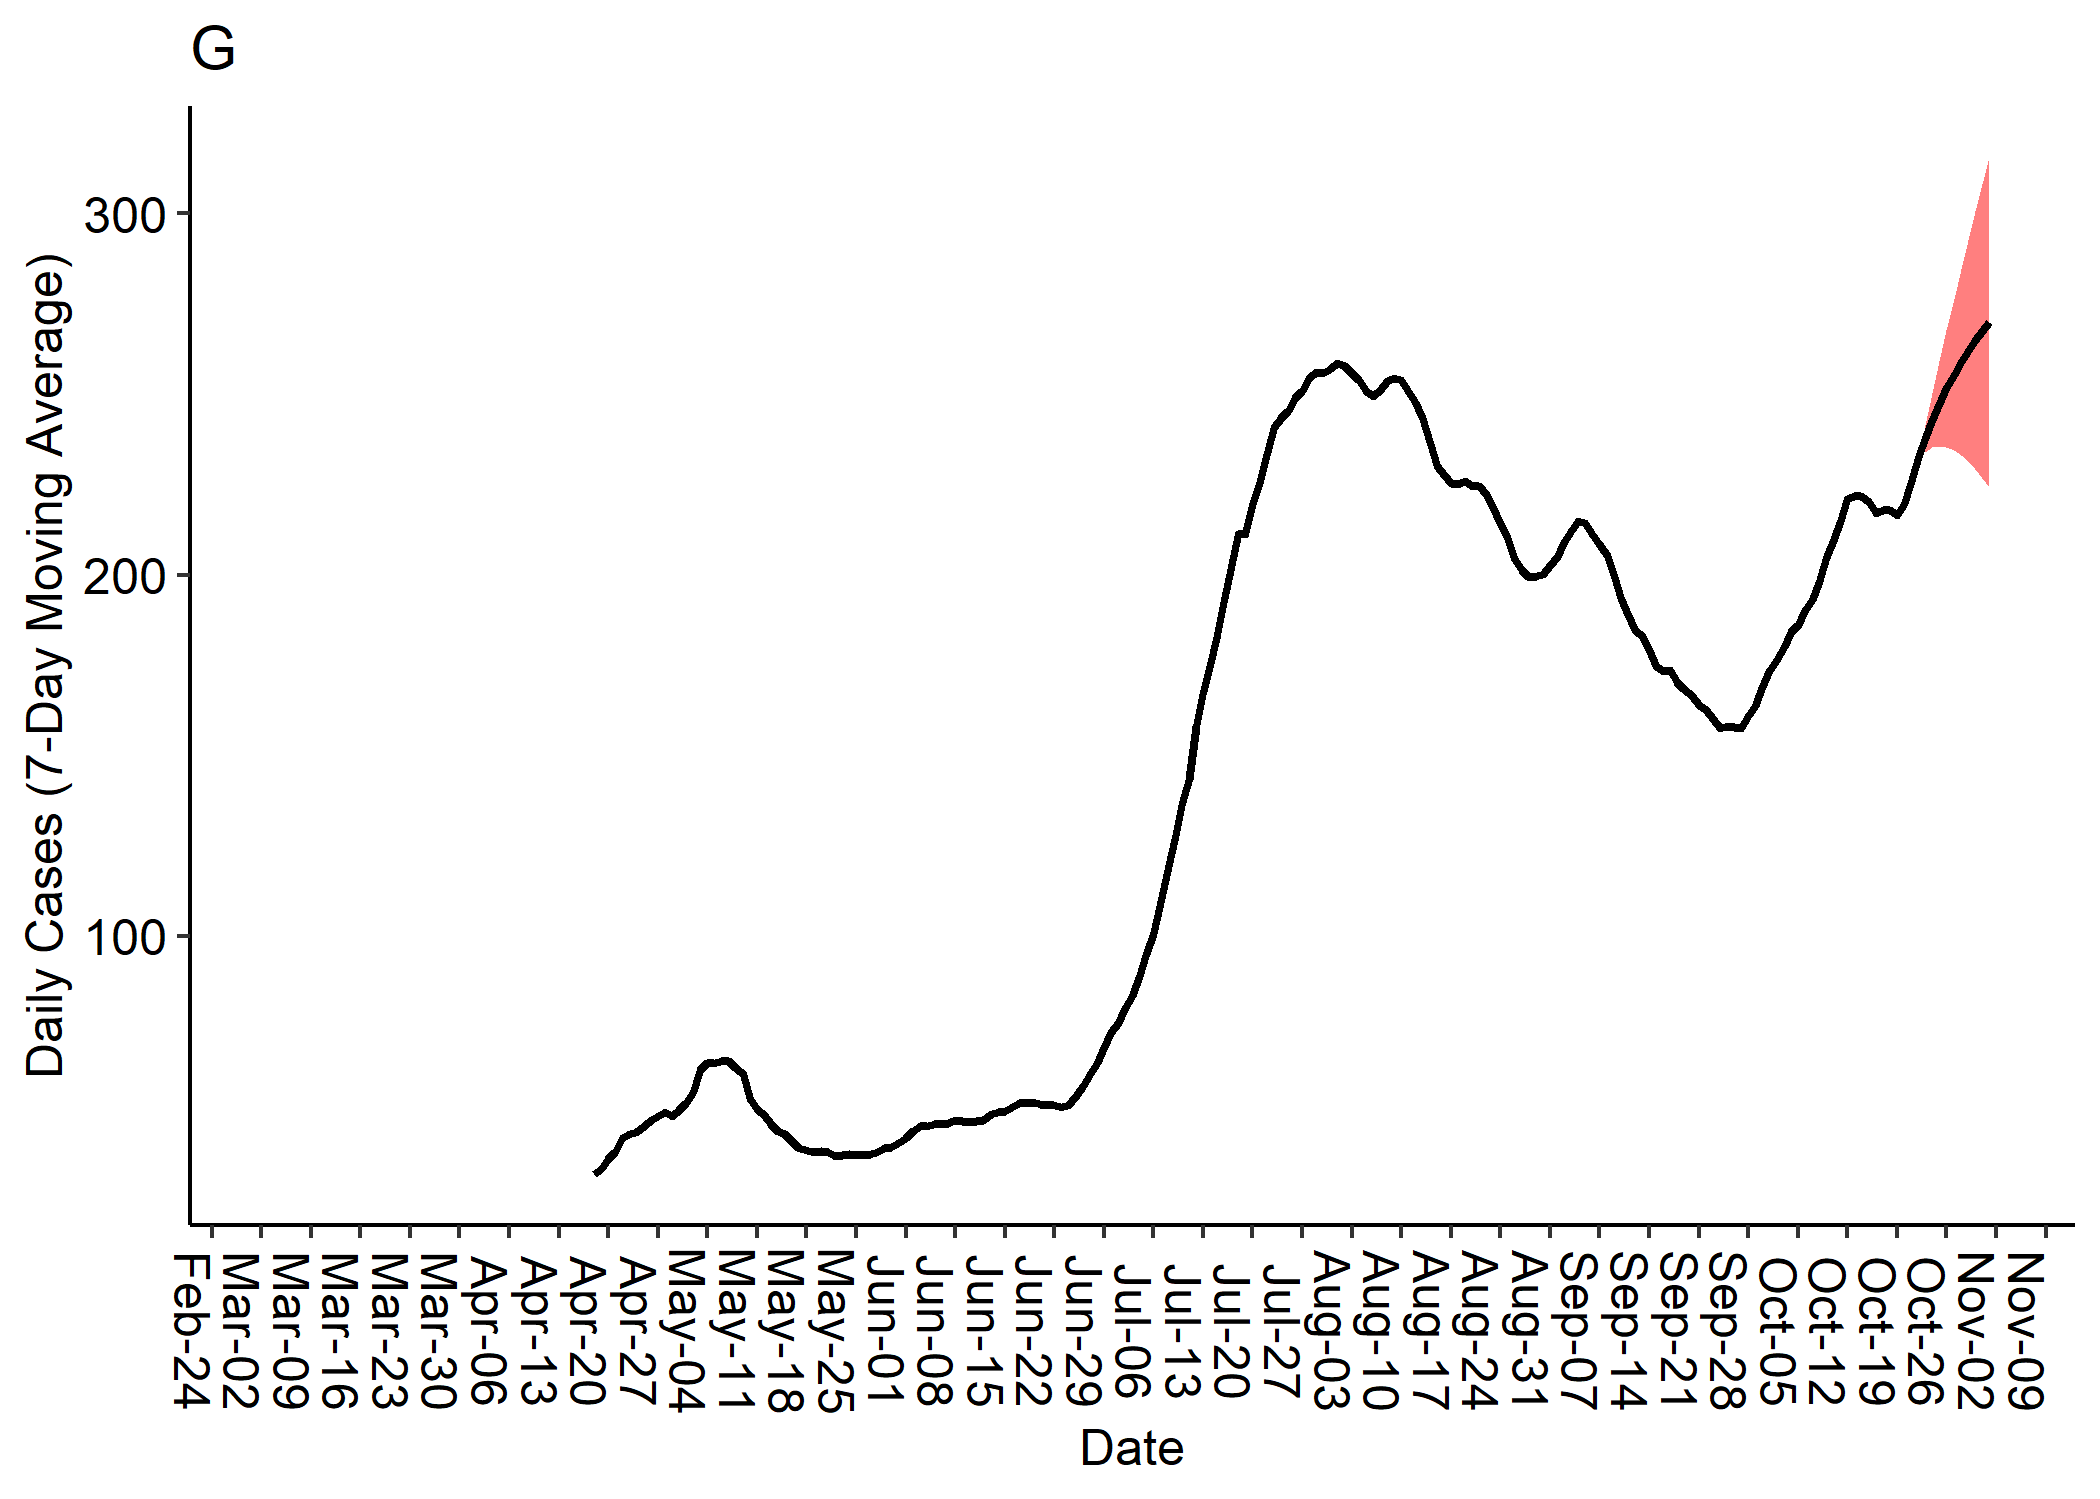 G
Daily Cases (7-Day Moving Average)
300
200
100
Feb-24
Mar-02
Mar-09
Mar-16
Mar-23
Mar-30
Apr-06
Apr-13
Apr-20
Apr-27
May-04
May-11
May-18
May-25
Jun-01
Jun-08
Jun-15
Jun-22
Jun-29
Jul-06
Jul-13
Jul-20
Jul-27
Aug-03
Aug-10
Aug-17
Aug-24
Aug-31
Sep-07
Sep-14
Sep-21
Sep-28
Oct-05
Oct-12
Oct-19
Oct-26
Nov-02
Nov-09
Date